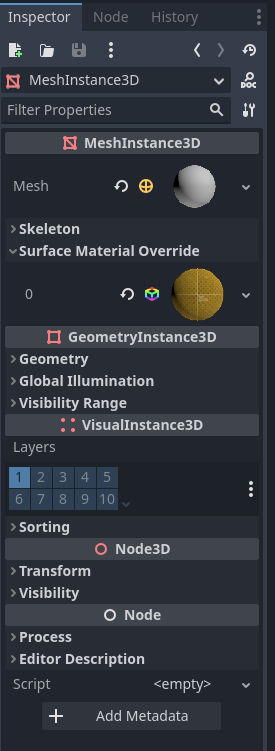 Inspector Node History
MeshInstance3D DOC
Filter Properties
MeshInstance3D
Mesh
Skeleton
Surface Material Override
0
GeometryInstance3D
Geometry
Global Illumination
Visibility Range
VisualInstance3D
Layers
1 2 3 4 5
6 7 8 9 10
Sorting
Node3D
Transform
Visibility
Node
Process
Editor Description
Script <empty>
Add Metadata